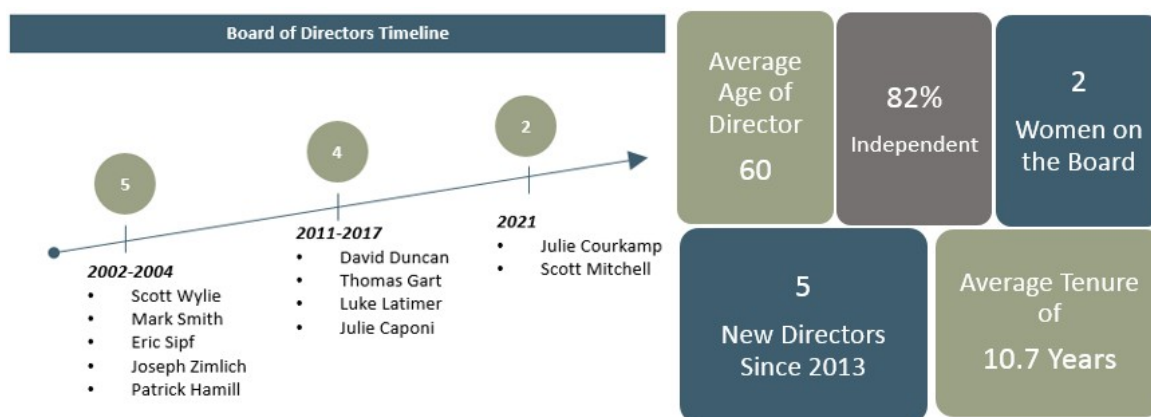 Board of Directors Timeline
5
2002-2004
• Scott Wylie
• Mark Smith
• Eric Sipf
• Joseph Zimlich
• Patrick Hamill
4
2011-2017
• David Duncan
• Thomas Gart
• Luke Latimer
• Julie Caponi
2
2021
• Julie Courkamp
• Scott Mitchell
Average
Age of
Director
60
82%
Independent
2
Women on
the Board
5
New Directors
Since 2013
Average Tenure
of
10.7 Years